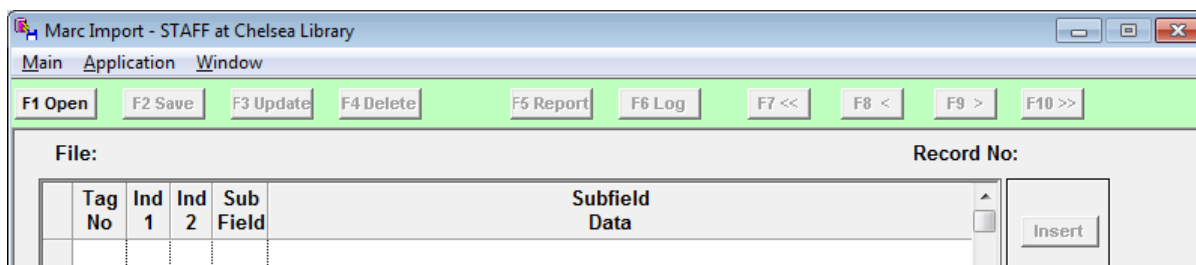 Marc Import - STAFF at Chelsea Library
Main Application Window
F1 Open F2 Save F3 Update F4 Delete F5 Report F6 Log F7 << F8 < F9 > F10 >>
File: Record No:
Tag Ind Ind Sub Subfield
No 1 2 Field Data
Insert